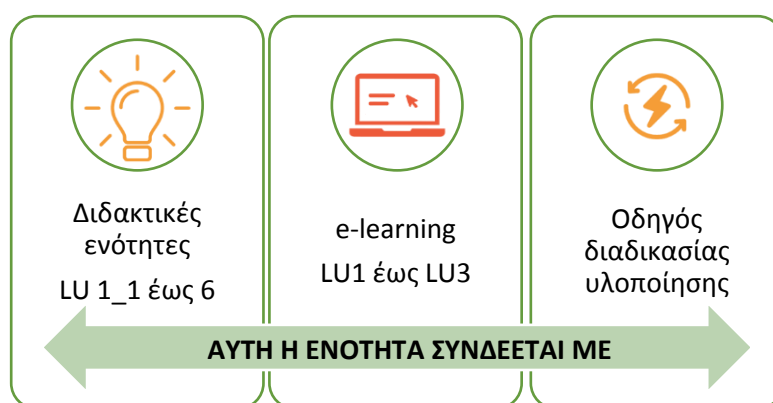 Διδακτικές
ενότητες
LU 1_1 έως 6
e-learning
LU1 έως LU3
Οδηγός
διαδικασίας
υλοποίησης
ΑΥΤΗ Η ΕΝΟΤΗΤΑ ΣΥΝΔΕΕΤΑΙ ΜΕ